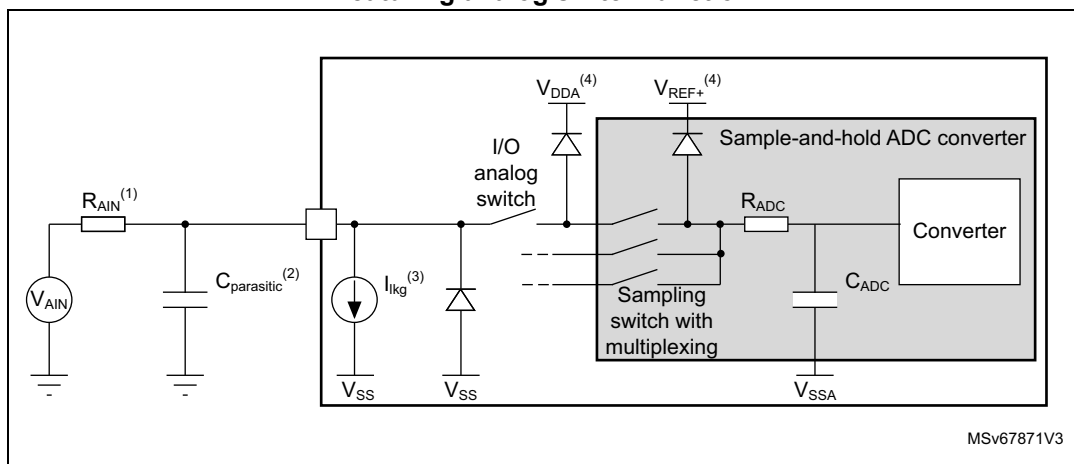 V_DDA(4)
V_REF+(4)
Sample-and-hold ADC converter
I/O
analog
switch
R_AIN(1)
R_ADC
Converter
V_AIN
C_parasitic(2)
I_lkg(3)
C_ADC
Sampling
switch with
multiplexing
V_SS
V_SS
V_SSA
MSv67871V3